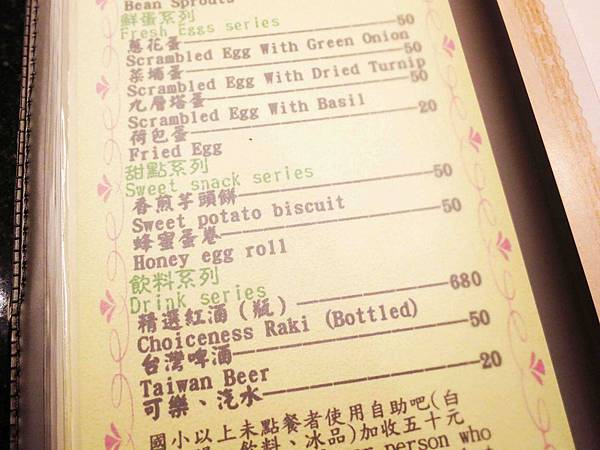 Bean Sprouts
鮮蛋系列
Fresh Eggs series
蔥花蛋 50
Scrambled Egg With Green Onion
菜埔蛋 50
Scrambled Egg With Dried Turnip
九層塔蛋 50
Scrambled Egg With Basil
荷包蛋 20
Fried Egg
甜點系列
Sweet snack series
香煎芋頭餅 50
Sweet potato biscuit
蜂蜜蛋卷 50
Honey egg roll
飲料系列
Drink series
精選紅酒(瓶) 680
Choiceness Raki (Bottled)
台灣啤酒 50
Taiwan Beer
可樂、汽水 20
國小以上未點餐者使用自助吧(白
飲料、冰品)加收五十元
person who